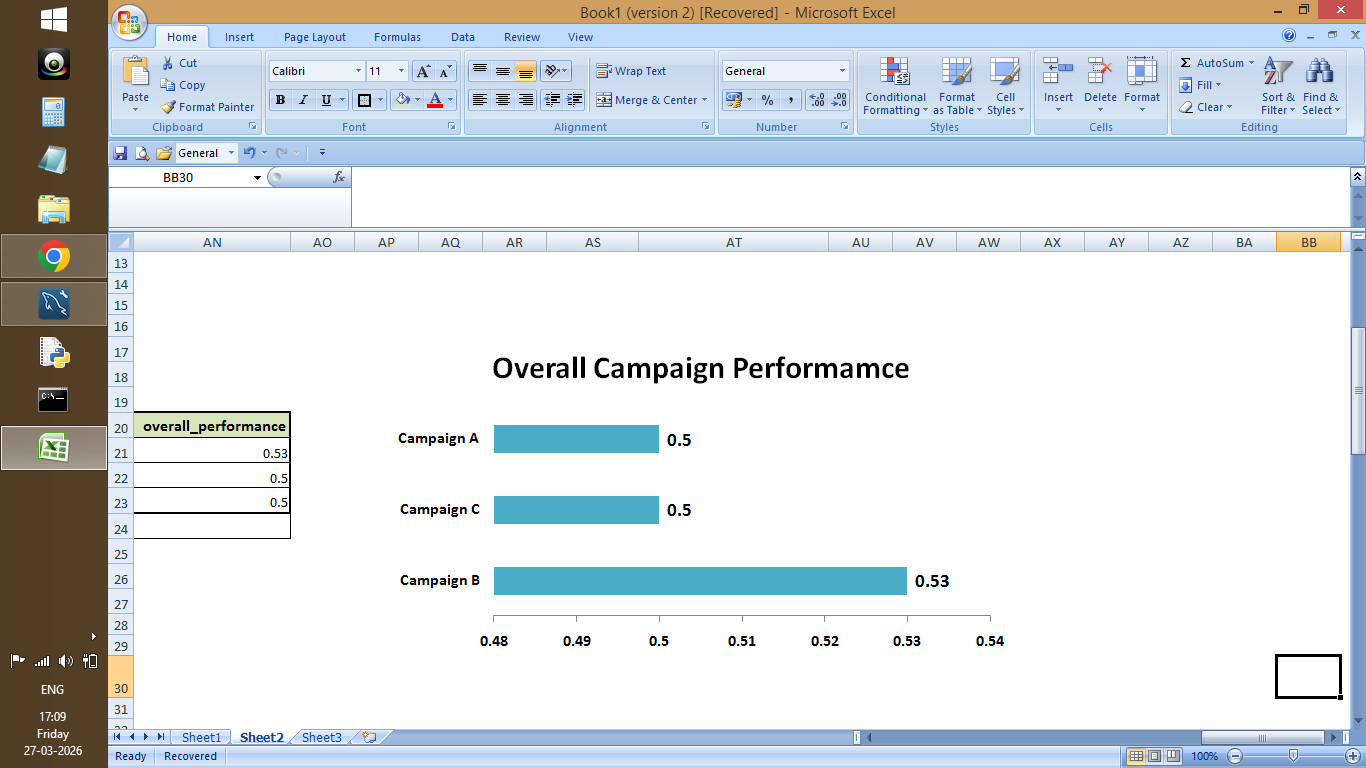 Book1 (version 2) [Recovered] - Microsoft Excel
Home Insert Page Layout Formulas Data Review View
Paste
Cut
Copy
Format Painter
Clipboard
Calibri 11
B I U
Font
Wrap Text
Merge & Center
Alignment
General
% ,
Number
Conditional Formatting
Format as Table
Cell Styles
Styles
Insert Delete Format
Cells
AutoSum
Fill
Clear
Sort & Filter
Find & Select
Editing
General
BB30 fx
AN AO AP AQ AR AS AT AU AV AW AX AY AZ BA BB
13
14
15
16
17
18
19
20 overall_performance
21 0.53
22 0.5
23 0.5
24
25
26
27
28
29
30
31
Overall Campaign Performamce
Campaign A 0.5
Campaign C 0.5
Campaign B 0.53
0.48 0.49 0.5 0.51 0.52 0.53 0.54
Sheet1 Sheet2 Sheet3
Ready Recovered 100%
ENG
17:09
Friday
27-03-2026